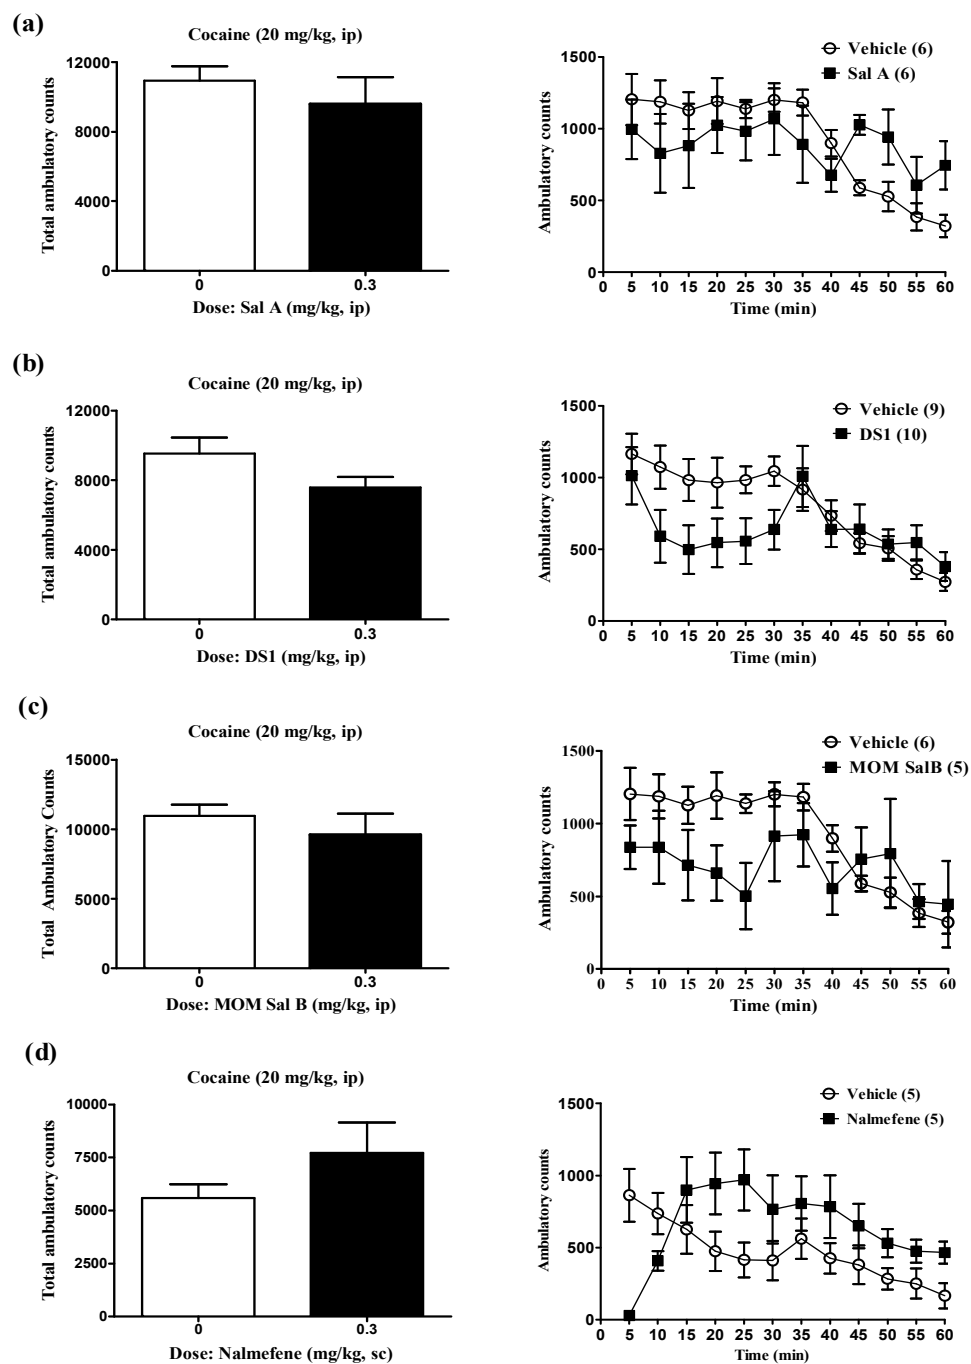 (a)
Cocaine (20 mg/kg, ip)
Total ambulatory counts
12000
8000
4000
0
0 0.3
Dose: Sal A (mg/kg, ip)
Vehicle (6)
Sal A (6)
Ambulatory counts
1500
1000
500
0
0 5 10 15 20 25 30 35 40 45 50 55 60
Time (min)
(b)
Cocaine (20 mg/kg, ip)
Total ambulatory counts
12000
8000
4000
0
0 0.3
Dose: DS1 (mg/kg, ip)
Vehicle (9)
DS1 (10)
Ambulatory counts
1500
1000
500
0
0 5 10 15 20 25 30 35 40 45 50 55 60
Time (min)
(c)
Cocaine (20 mg/kg, ip)
Total Ambulatory Counts
15000
10000
5000
0
0 0.3
Dose: MOM Sal B (mg/kg, ip)
Vehicle (6)
MOM SalB (5)
Ambulatory counts
1500
1000
500
0
0 5 10 15 20 25 30 35 40 45 50 55 60
Time (min)
(d)
Cocaine (20 mg/kg, ip)
Total ambulatory counts
10000
7500
5000
2500
0
0 0.3
Dose: Nalmefene (mg/kg, sc)
Vehicle (5)
Nalmefene (5)
Ambulatory counts
1500
1000
500
0
0 5 10 15 20 25 30 35 40 45 50 55 60
Time (min)